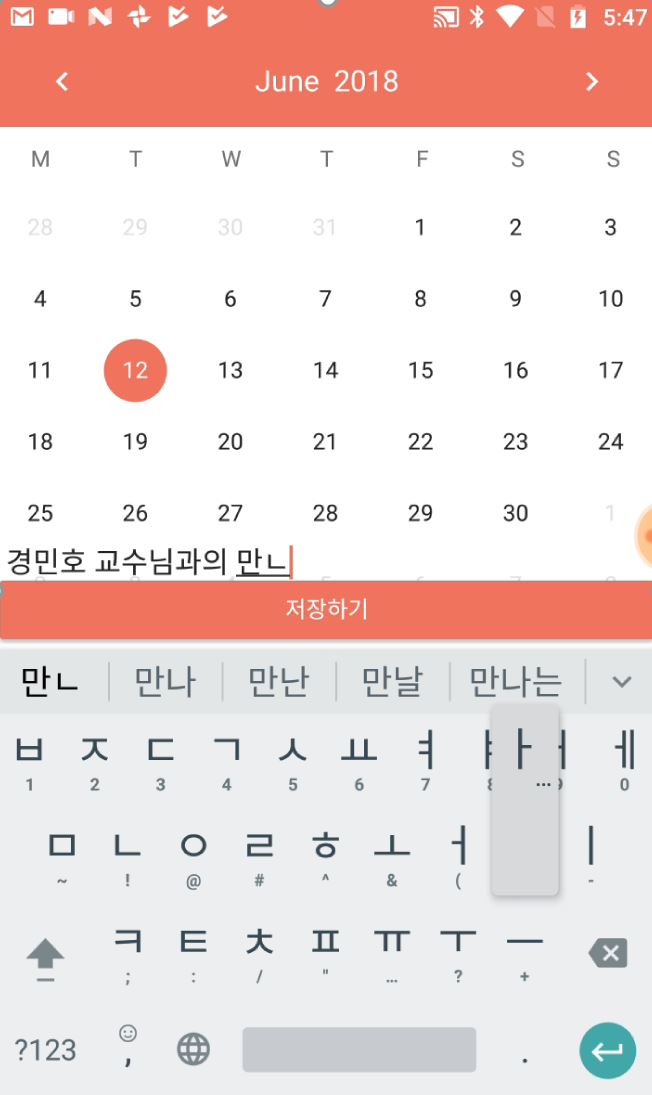 5:47
June 2018
M T W T F S S
28 29 30 31 1 2 3
4 5 6 7 8 9 10
11 12 13 14 15 16 17
18 19 20 21 22 23 24
25 26 27 28 29 30 1
경민호 교수님과의 만ㄴ
저장하기
만ㄴ 만나 만난 만날 만나는
ㅂ ㅈ ㄷ ㄱ ㅅ ㅛ ㅕ ㅏ ㅔ
1 2 3 4 5 6 7 8 ... 9 0
ㅁ ㄴ ㅇ ㄹ ㅎ ㅗ ㅓ ㅣ
~ ! @ # ^ & ( -
ㅋ ㅌ ㅊ ㅍ ㅠ ㅜ ㅡ
; : / " ... ? +
?123 , .